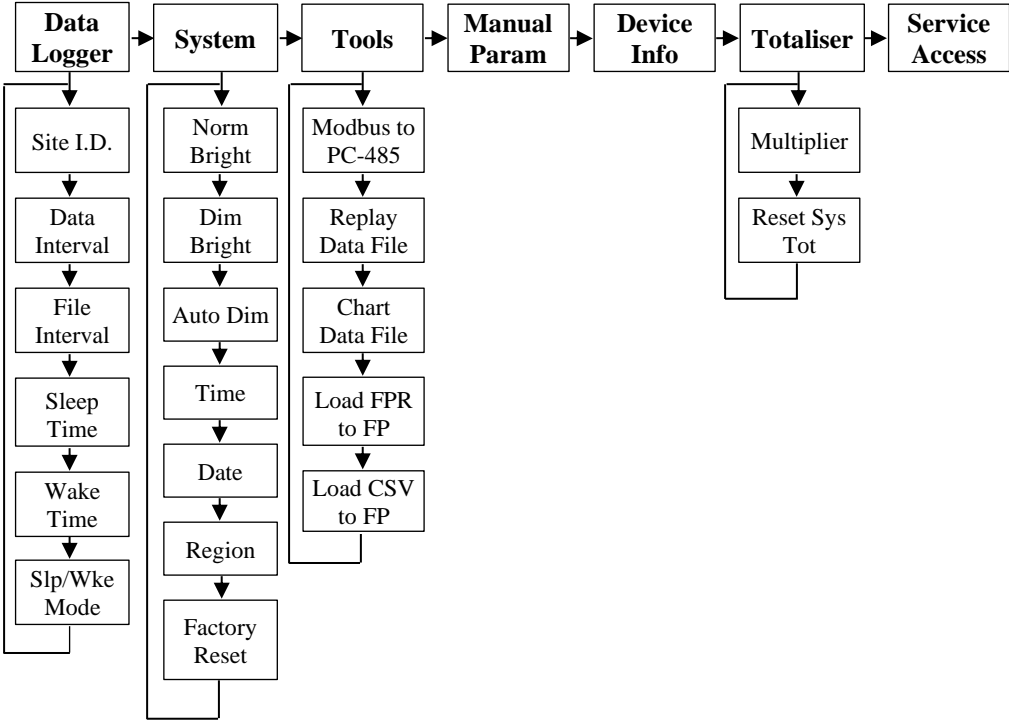 Data
Logger
System
Tools
Manual
Param
Device
Info
Totaliser
Service
Access
Site I.D.
Data
Interval
File
Interval
Sleep
Time
Wake
Time
Slp/Wke
Mode
Norm
Bright
Dim
Bright
Auto Dim
Time
Date
Region
Factory
Reset
Modbus to
PC-485
Replay
Data File
Chart
Data File
Load FPR
to FP
Load CSV
to FP
Multiplier
Reset Sys
Tot